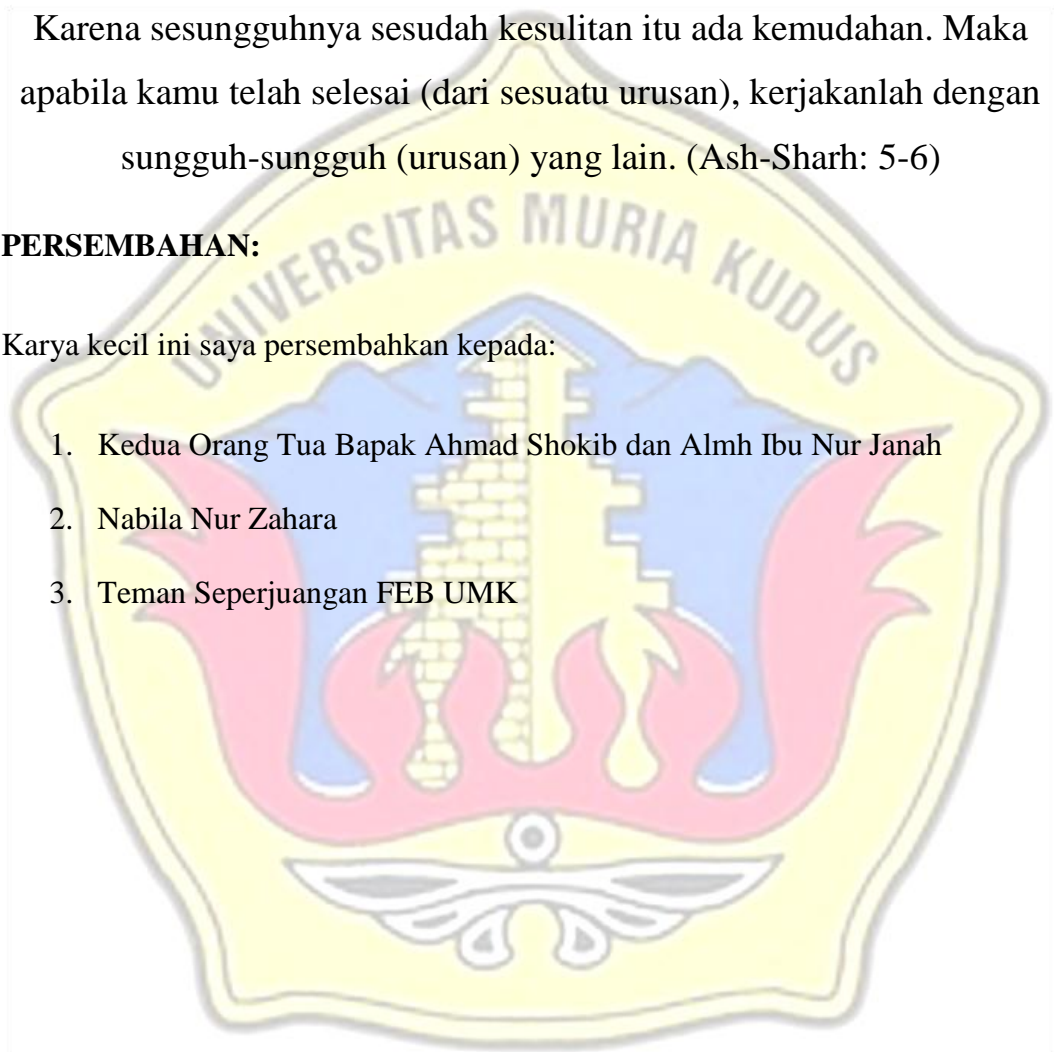 Karena sesungguhnya sesudah kesulitan itu ada kemudahan. Maka
apabila kamu telah selesai (dari sesuatu urusan), kerjakanlah dengan
sungguh-sungguh (urusan) yang lain. (Ash-Sharh: 5-6)
UNIVERSITAS MURIA KUDUS
PERSEMBAHAN:
Karya kecil ini saya persembahkan kepada:
1. Kedua Orang Tua Bapak Ahmad Shokib dan Almh Ibu Nur Janah
2. Nabila Nur Zahara
3. Teman Seperjuangan FEB UMK